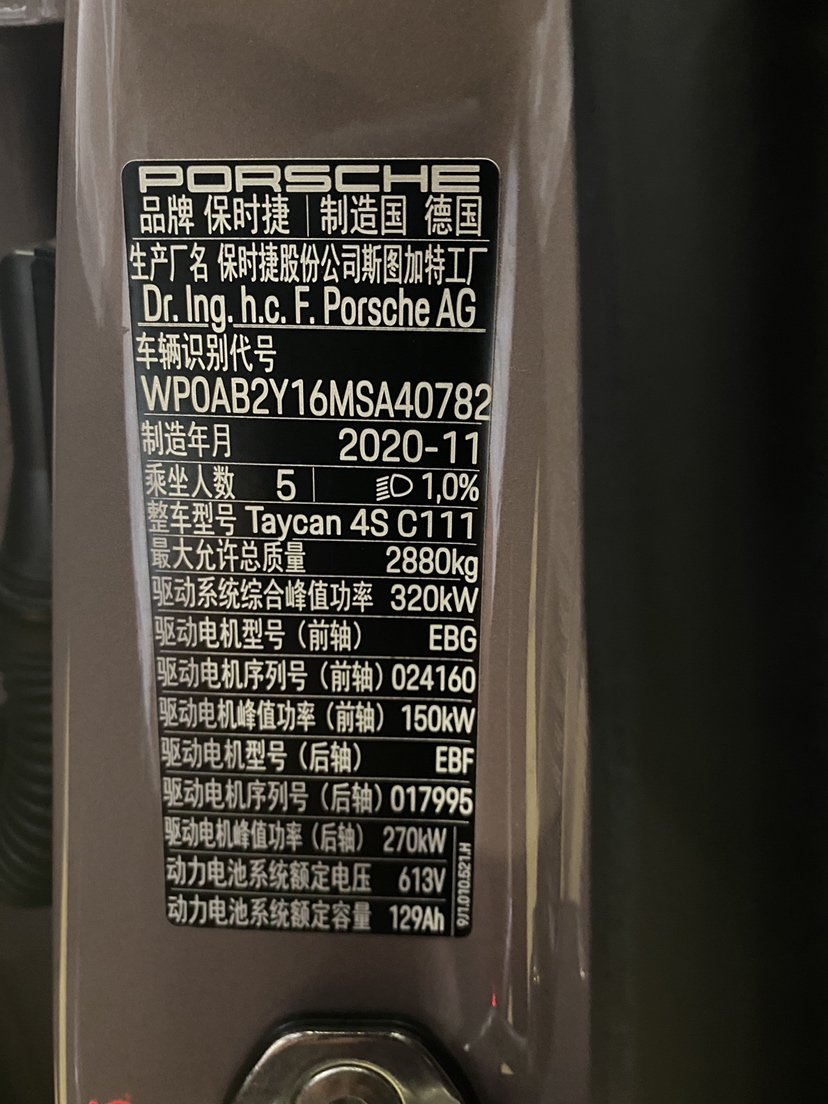 PORSCHE
品牌 保时捷 制造国 德国
生产厂名 保时捷股份公司斯图加特工厂
Dr. Ing. h.c. F. Porsche AG
车辆识别代号
WP0AB2Y16MSA40782
制造年月 2020-11
乘坐人数 5 1,0%
整车型号 Taycan 4S C111
最大允许总质量 2880kg
驱动系统综合峰值功率 320kW
驱动电机型号（前轴） EBG
驱动电机序列号（前轴）024160
驱动电机峰值功率（前轴） 150kW
驱动电机型号（后轴） EBF
驱动电机序列号（后轴）017995
驱动电机峰值功率（后轴） 270kW
动力电池系统额定电压 613V
动力电池系统额定容量 129Ah
9J1.010.521.H